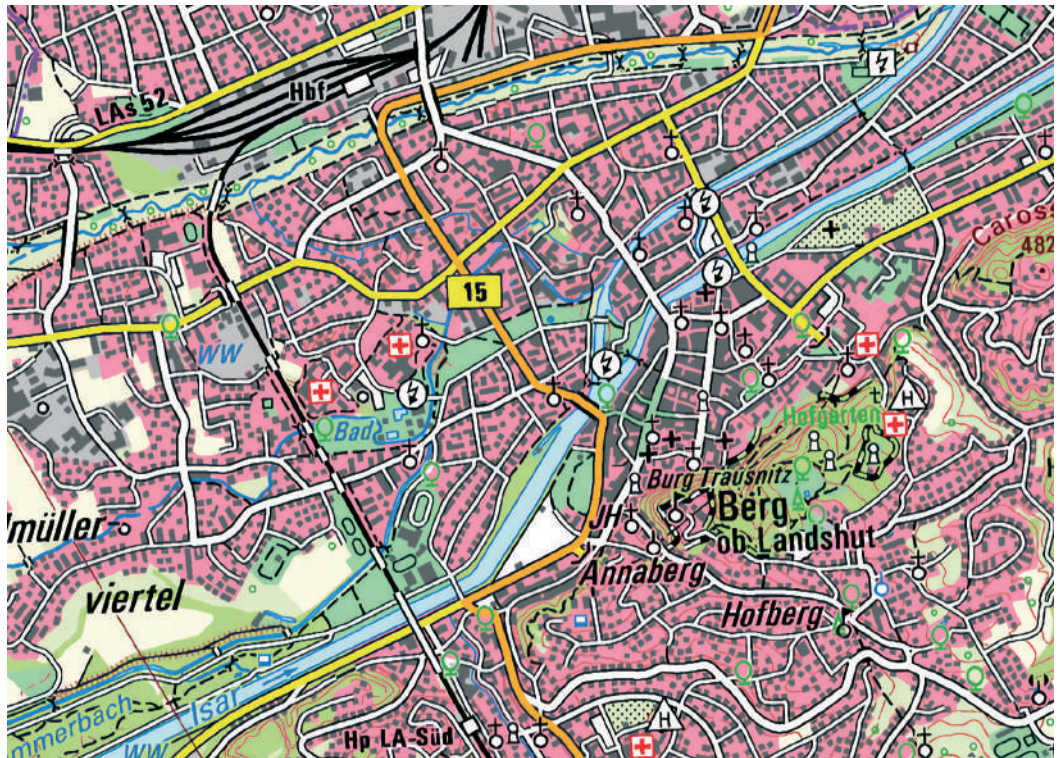 LAs 52
Hbf
Carossa
482
15
WW
Bad
Hofgarten
H
Burg Trausnitz
Berg
ob Landshut
JH
Annaberg
müller-
viertel
Hofberg
Isar
mmerbach
WW
Hp LA-Süd
H